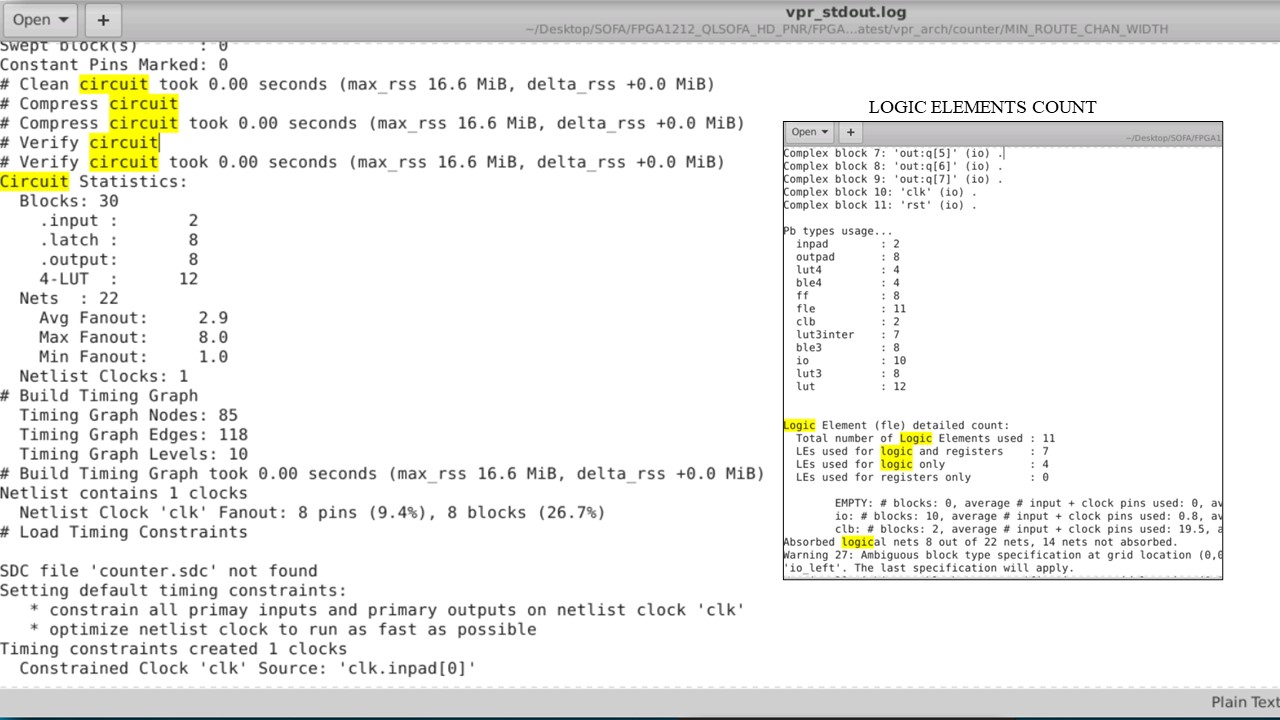 Open
+
vpr_stdout.log
~/Desktop/SOFA/FPGA1212_QLSOFA_HD_PNR/FPGA...atest/vpr_arch/counter/MIN_ROUTE_CHAN_WIDTH
Swept block(s)      : 0
Constant Pins Marked: 0
# Clean circuit took 0.00 seconds (max_rss 16.6 MiB, delta_rss +0.0 MiB)
# Compress circuit
# Compress circuit took 0.00 seconds (max_rss 16.6 MiB, delta_rss +0.0 MiB)
# Verify circuit
# Verify circuit took 0.00 seconds (max_rss 16.6 MiB, delta_rss +0.0 MiB)
Circuit Statistics:
  Blocks: 30
    .input :       2
    .latch :       8
    .output:       8
    4-LUT  :      12
  Nets  : 22
    Avg Fanout:     2.9
    Max Fanout:     8.0
    Min Fanout:     1.0
  Netlist Clocks: 1
# Build Timing Graph
  Timing Graph Nodes: 85
  Timing Graph Edges: 118
  Timing Graph Levels: 10
# Build Timing Graph took 0.00 seconds (max_rss 16.6 MiB, delta_rss +0.0 MiB)
Netlist contains 1 clocks
  Netlist Clock 'clk' Fanout: 8 pins (9.4%), 8 blocks (26.7%)
# Load Timing Constraints
SDC file 'counter.sdc' not found
Setting default timing constraints:
   * constrain all primay inputs and primary outputs on netlist clock 'clk'
   * optimize netlist clock to run as fast as possible
Timing constraints created 1 clocks
  Constrained Clock 'clk' Source: 'clk.inpad[0]'
LOGIC ELEMENTS COUNT
Open
+
~/Desktop/SOFA/FPGA1
Complex block 7: 'out:q[5]' (io) .
Complex block 8: 'out:q[6]' (io) .
Complex block 9: 'out:q[7]' (io) .
Complex block 10: 'clk' (io) .
Complex block 11: 'rst' (io) .
Pb types usage...
  inpad        : 2
  outpad       : 8
  lut4         : 4
  ble4         : 4
  ff           : 8
  fle          : 11
  clb          : 2
  lut3inter    : 7
  ble3         : 8
  io           : 10
  lut3         : 8
  lut          : 12
Logic Element (fle) detailed count:
  Total number of Logic Elements used : 11
  LEs used for logic and registers    : 7
  LEs used for logic only             : 4
  LEs used for registers only         : 0
        EMPTY: # blocks: 0, average # input + clock pins used: 0, av
        io: # blocks: 10, average # input + clock pins used: 0.8, av
        clb: # blocks: 2, average # input + clock pins used: 19.5, a
Absorbed logical nets 8 out of 22 nets, 14 nets not absorbed.
Warning 27: Ambiguous block type specification at grid location (0,0
'io_left'. The last specification will apply.
Plain Text